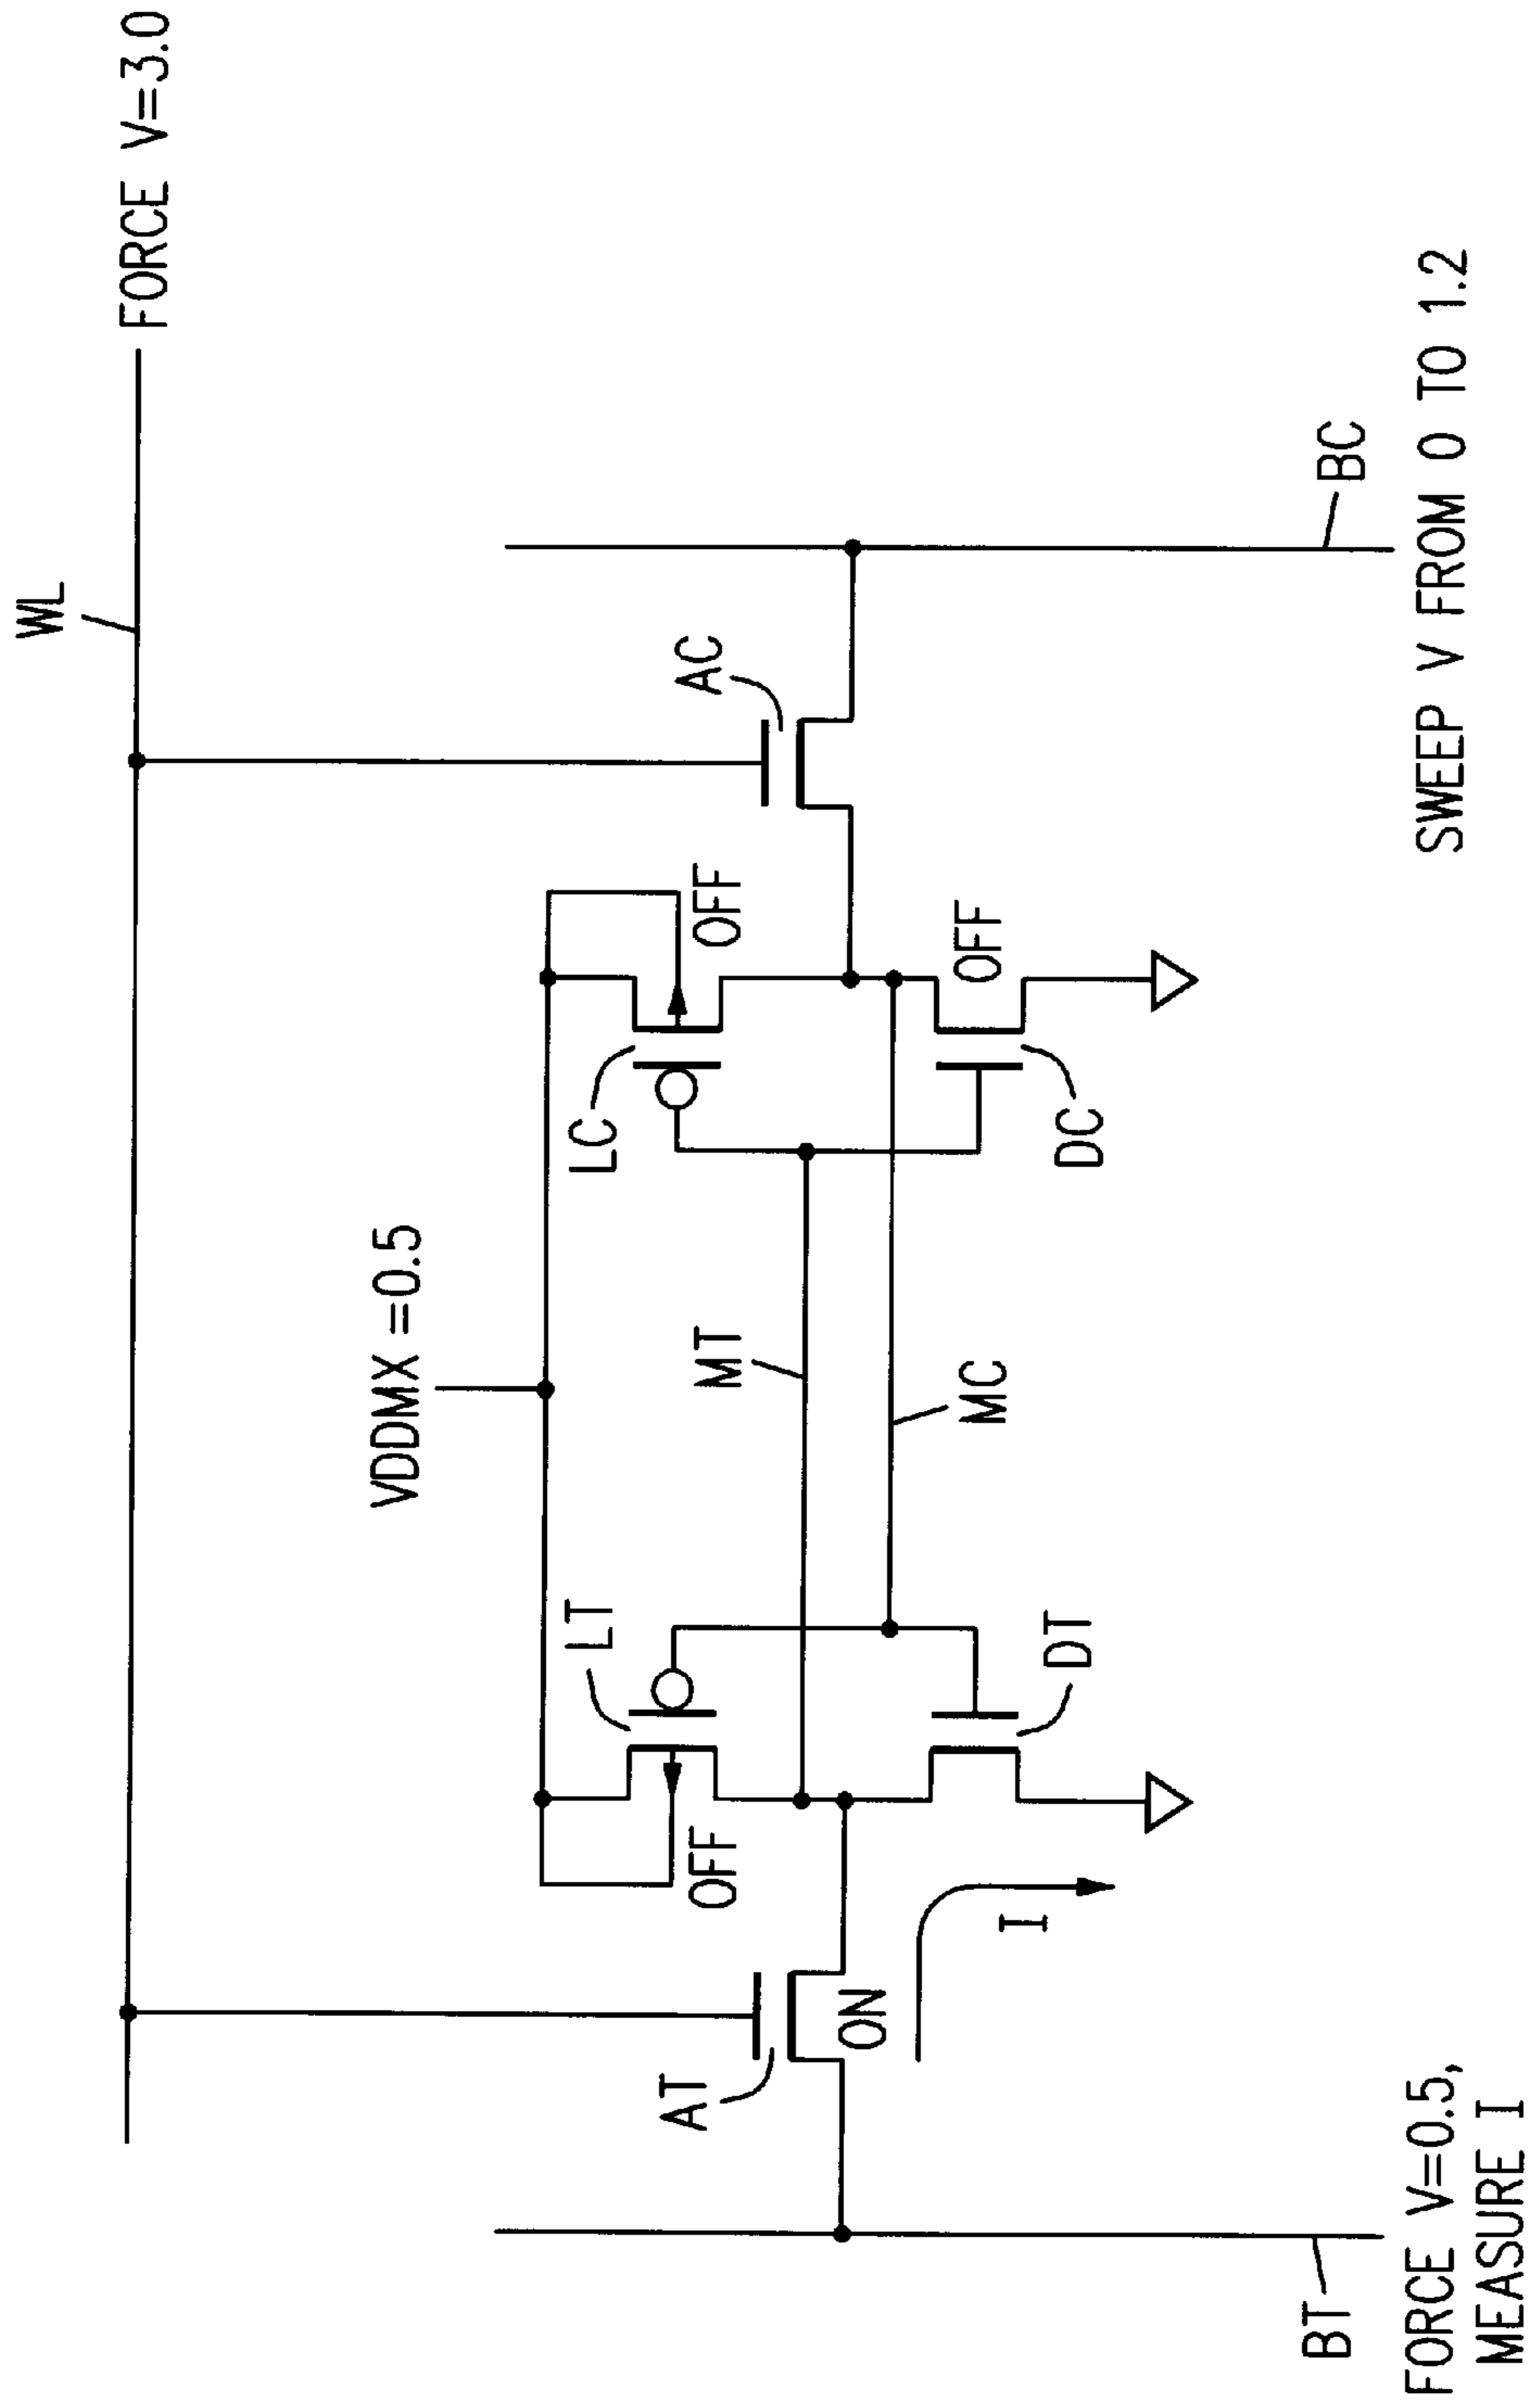 WL
FORCE V=3.0
VDDMX =0.5
LT
LC
AC
AT
OFF
MT
OFF
ON
MC
OFF
I
DT
DC
BT
BC
FORCE V=0.5,
MEASURE I
SWEEP V FROM 0 TO 1.2